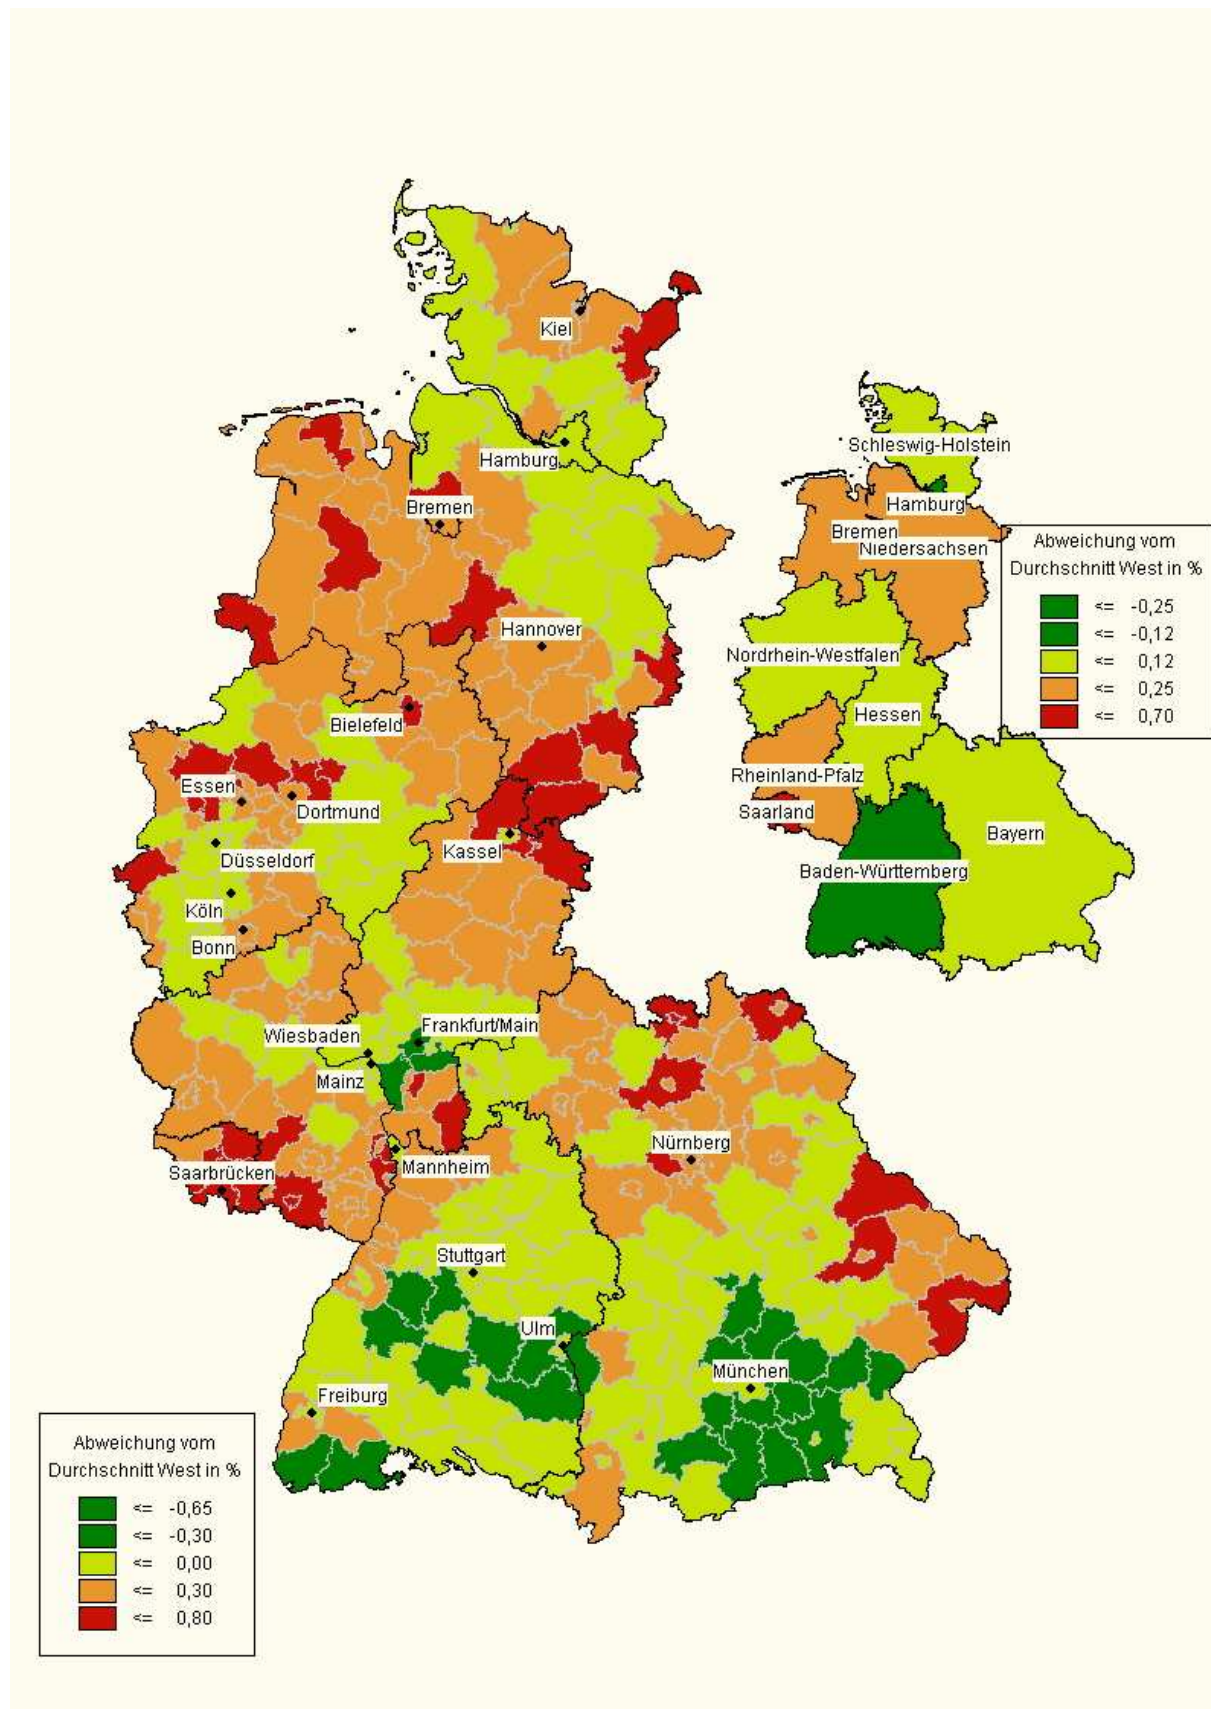 Kiel
Hamburg
Bremen
Hannover
Bielefeld
Essen
Dortmund
Düsseldorf
Kassel
Köln
Bonn
Wiesbaden
Frankfurt/Main
Mainz
Nürnberg
Mannheim
Saarbrücken
Stuttgart
Ulm
München
Freiburg
Schleswig-Holstein
Hamburg
Bremen
Niedersachsen
Nordrhein-Westfalen
Hessen
Rheinland-Pfalz
Saarland
Bayern
Baden-Württemberg
Abweichung vom
Durchschnitt West in %
<= -0,25
<= -0,12
<= 0,12
<= 0,25
<= 0,70
Abweichung vom
Durchschnitt West in %
<= -0,65
<= -0,30
<= 0,00
<= 0,30
<= 0,80